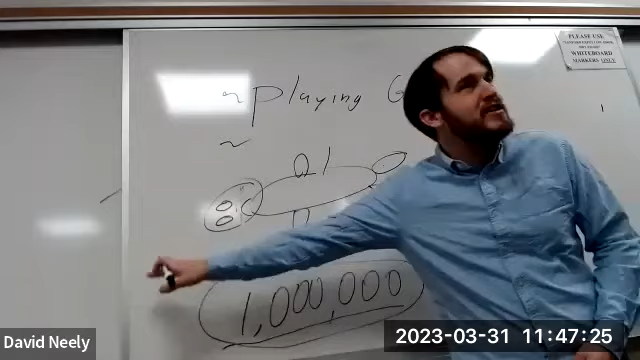 PLEASE USE
WHITEBOARD
MARKERS ONLY
~ Playing G
~
1,000,000
David Neely
2023-03-31 11:47:25